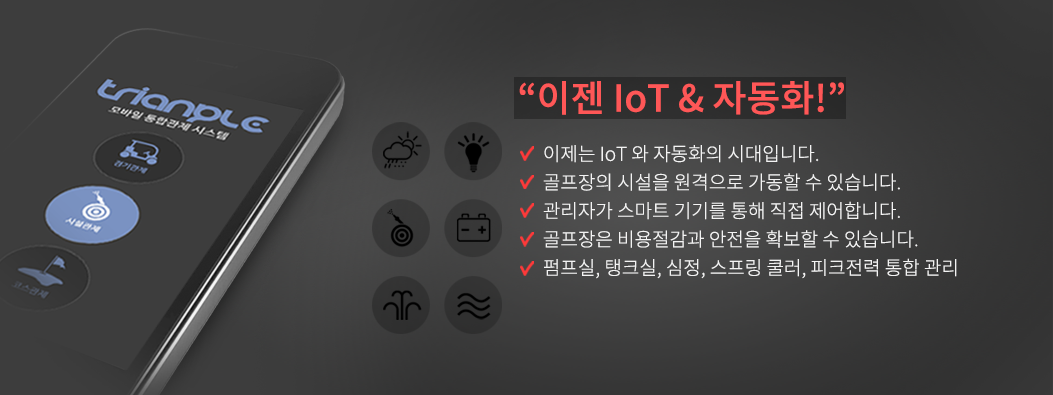 trianple
모바일 통합관제 시스템
경기관제
시설관제
코스관제
“이젠 IoT & 자동화!”
이제는 IoT 와 자동화의 시대입니다.
골프장의 시설을 원격으로 가동할 수 있습니다.
관리자가 스마트 기기를 통해 직접 제어합니다.
골프장은 비용절감과 안전을 확보할 수 있습니다.
펌프실, 탱크실, 심정, 스프링 쿨러, 피크전력 통합 관리